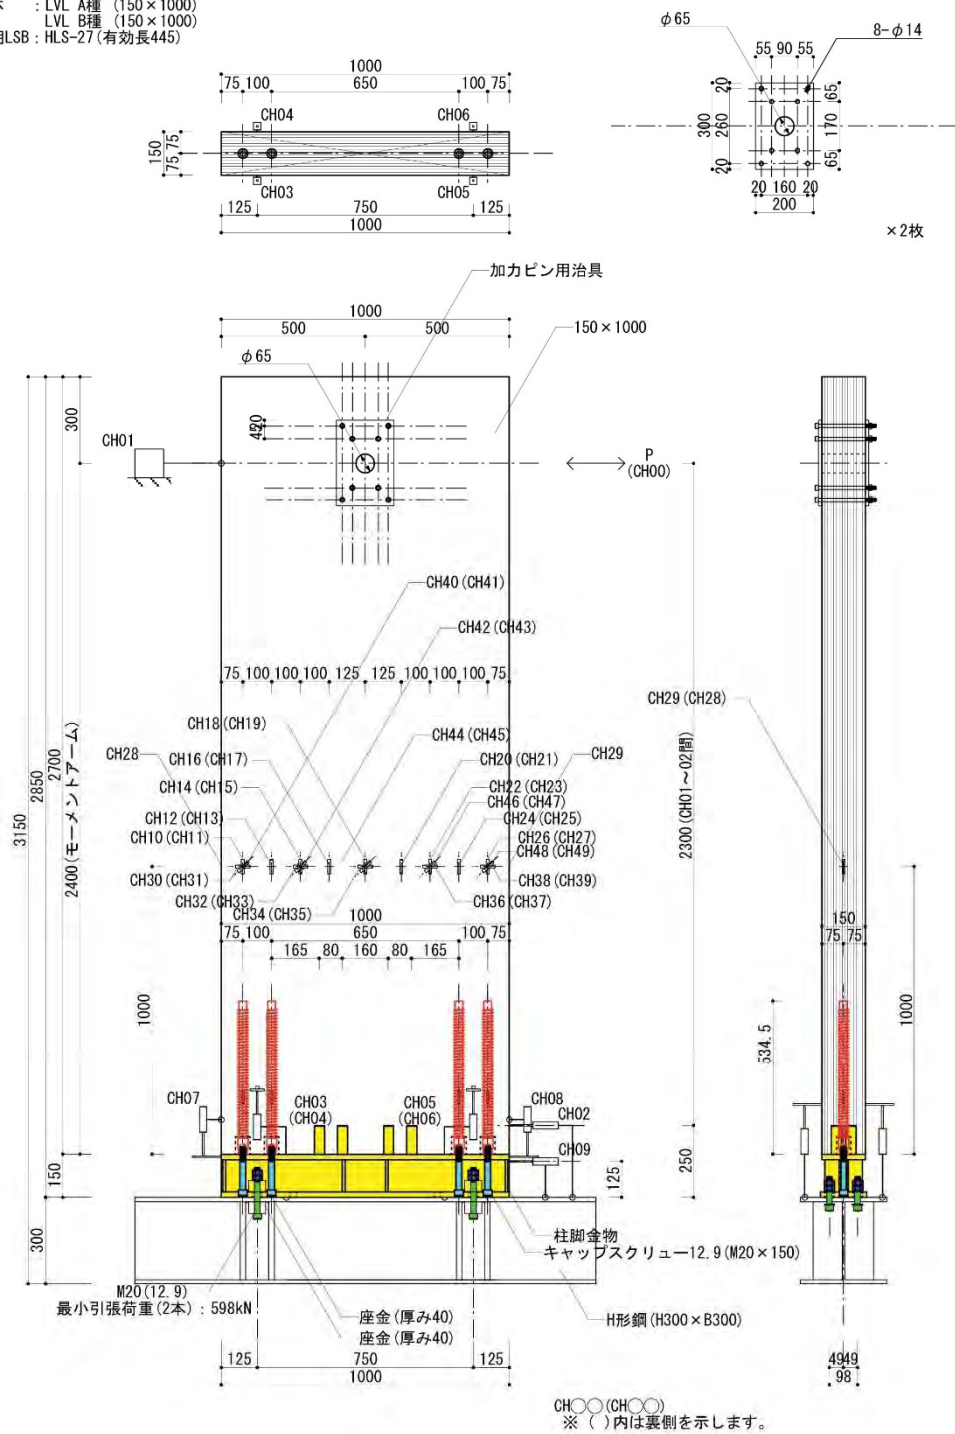 : LVL A種 (150×1000)
LVL B種 (150×1000)
LSB : HLS-27(有効長445)
1000
75 100 650 100 75
CH04 CH06
150
75 75
CH03 CH05
125 750 125
1000
φ65 8-φ14
55 90 55
20 260 20
300
65 170 65
20 160 20
200
×2枚
加力ピン用治具
1000
500 500
150×1000
φ65
300
CH01
P
(CH00)
CH40(CH41)
CH42(CH43)
75 100 100 100 125 125 100 100 100 75
CH18(CH19)
CH44(CH45)
CH29(CH28)
CH28
CH16(CH17)
CH20(CH21)
CH29
CH14(CH15)
CH22(CH23)
CH46(CH47)
CH12(CH13)
CH24(CH25)
CH10(CH11)
CH26(CH27)
CH48(CH49)
CH30(CH31)
CH38(CH39)
CH32(CH33)
CH36(CH37)
CH34(CH35)
3150
2850
2700
2400(モーメントアーム)
2300(CH01~02間)
1000
75 100 650 100 75
165 80 160 80 165
150
75 75
1000
1000
534.5
CH07
CH03
(CH04)
CH05
(CH06)
CH08
CH02
CH09
150
125
250
300
柱脚金物
キャップスクリュー12.9(M20×150)
M20(12.9)
最小引張荷重(2本) : 598kN
座金(厚み40)
座金(厚み40)
H形鋼(H300×B300)
125 750 125
1000
49 49
98
CH○○(CH○○)
※ ( )内は裏側を示します。